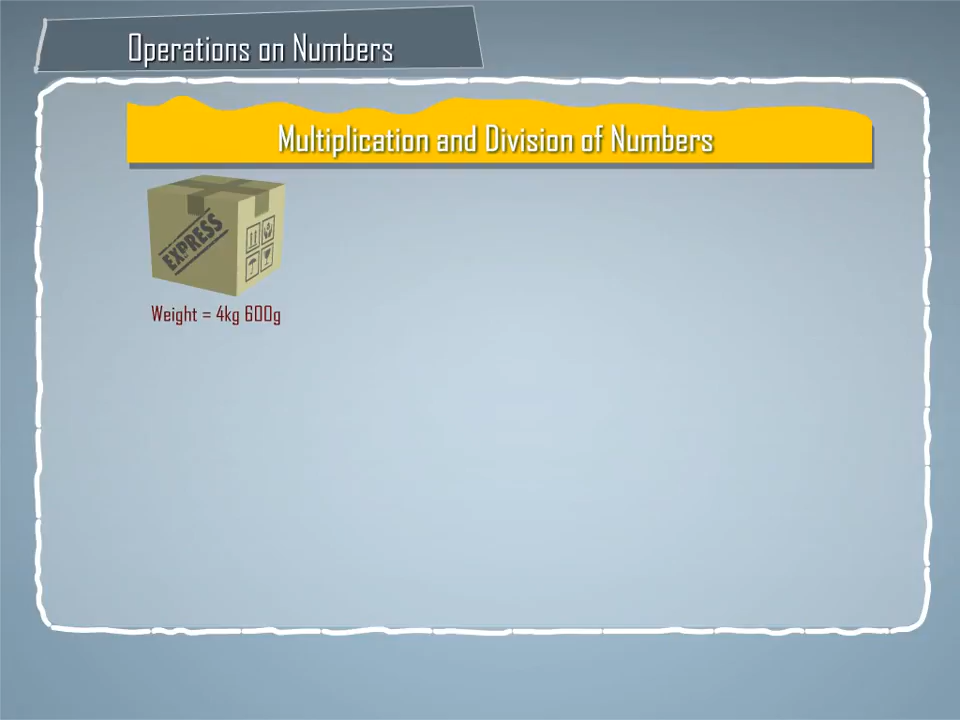 Operations on Numbers
Multiplication and Division of Numbers
EXPRESS
Weight = 4kg 600g